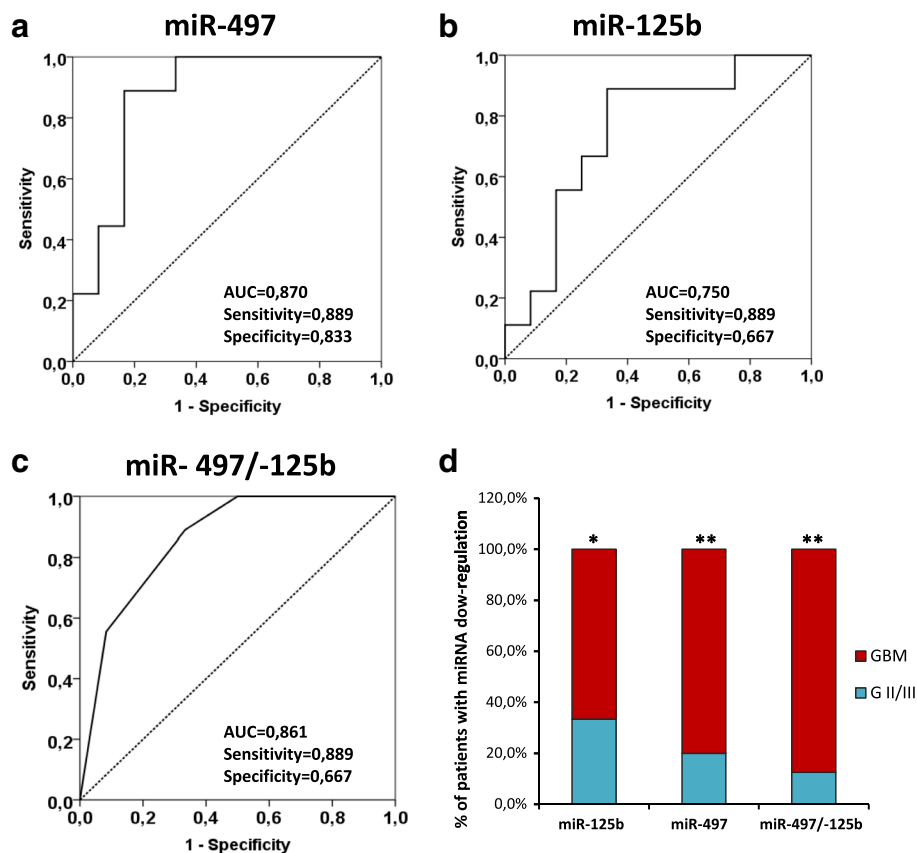 a
miR-497
1,0
0,8
0,6
0,4
0,2
0,0
Sensitivity
0,0 0,2 0,4 0,6 0,8 1,0
1 - Specificity
AUC=0,870
Sensitivity=0,889
Specificity=0,833
b
miR-125b
1,0
0,8
0,6
0,4
0,2
0,0
Sensitivity
0,0 0,2 0,4 0,6 0,8 1,0
1 - Specificity
AUC=0,750
Sensitivity=0,889
Specificity=0,667
c
miR- 497/-125b
1,0
0,8
0,6
0,4
0,2
0,0
Sensitivity
0,0 0,2 0,4 0,6 0,8 1,0
1 - Specificity
AUC=0,861
Sensitivity=0,889
Specificity=0,667
d
% of patients with miRNA dow-regulation
120,0%
100,0%
80,0%
60,0%
40,0%
20,0%
0,0%
* ** **
miR-125b miR-497 miR-497/-125b
GBM
G II/III